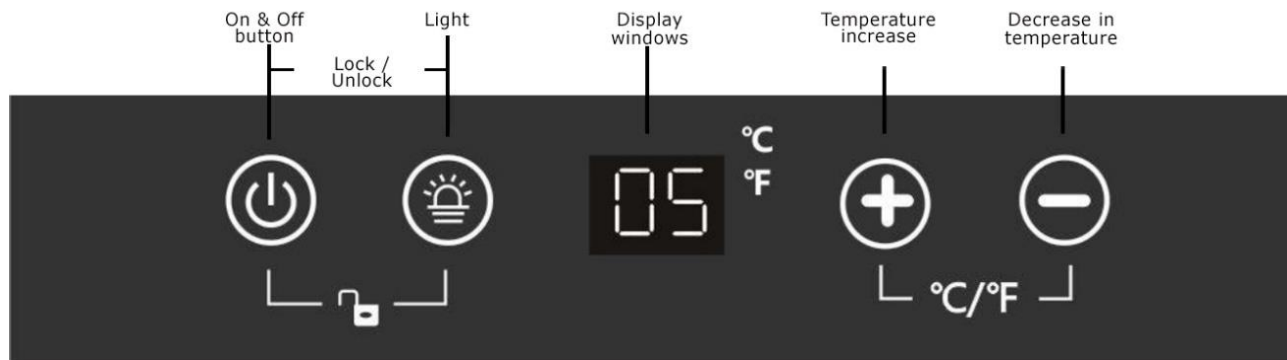 On & Off
button
Light
Display
windows
Temperature
increase
Decrease in
temperature
Lock /
Unlock
05
°C
°F
°C/°F